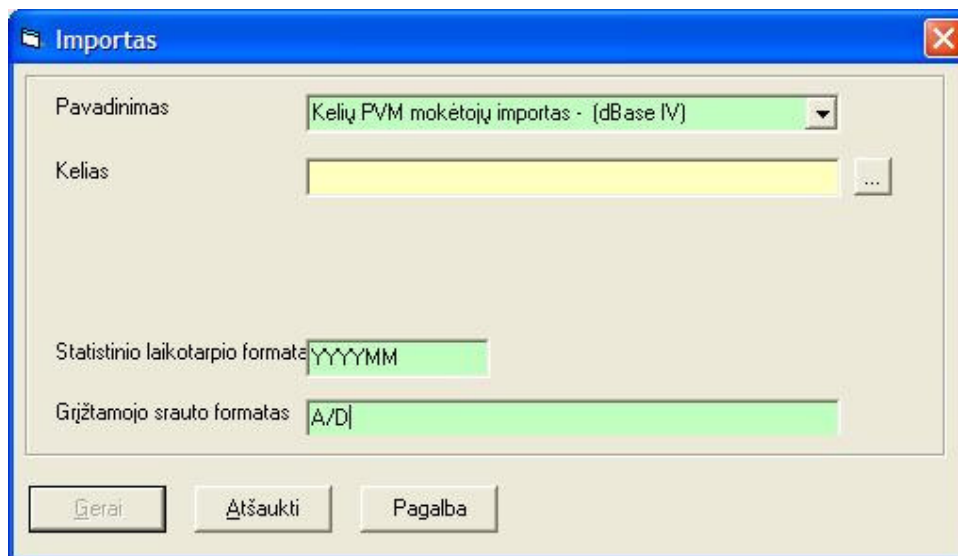 Importas
Pavadinimas
Kelių PVM mokėtojų importas - (dBase IV)
Kelias
...
Statistinio laikotarpio formata
YYYYMM
Grįžtamojo srauto formatas
A/D
Gerai
Atšaukti
Pagalba